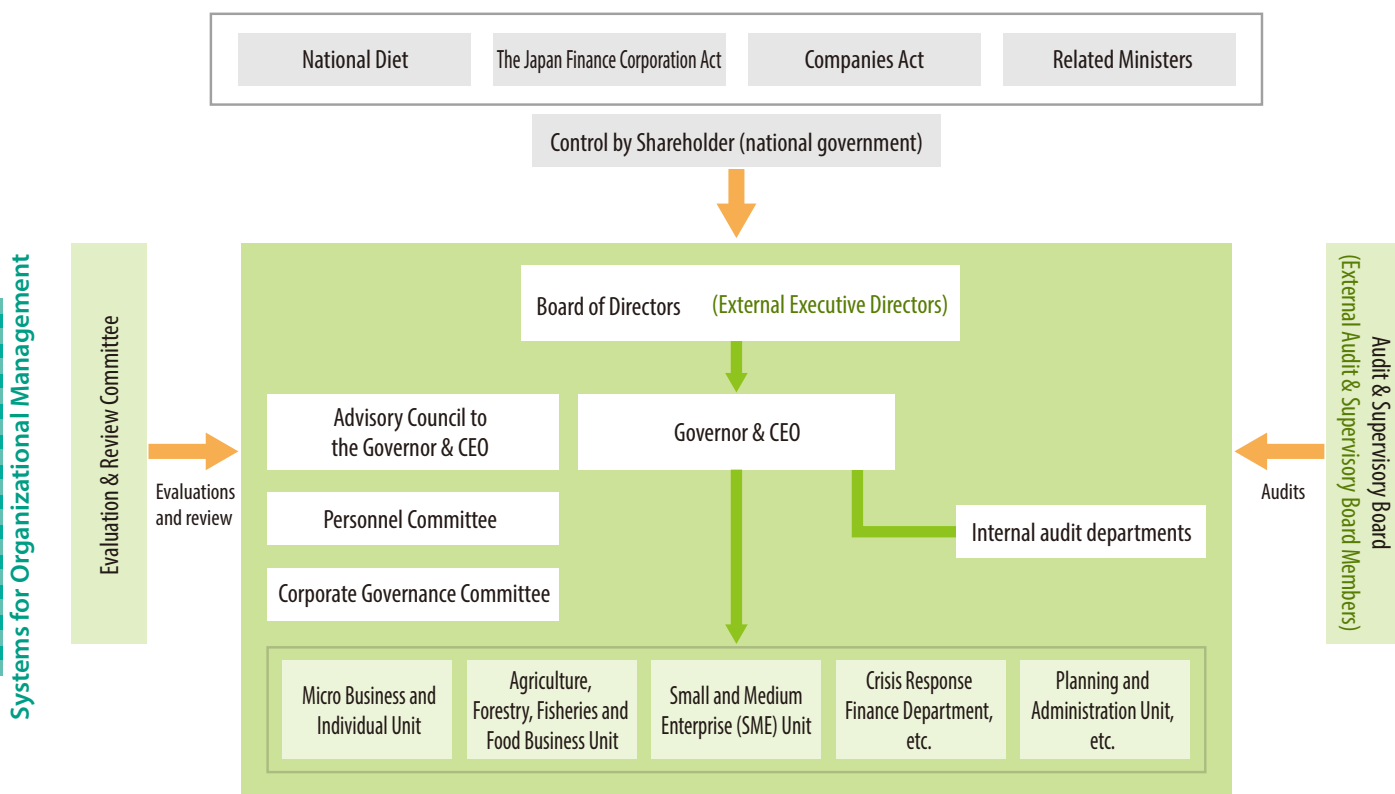 National Diet
The Japan Finance Corporation Act
Companies Act
Related Ministers
Control by Shareholder (national government)
Systems for Organizational Management
Evaluation & Review Committee
Evaluations
and review
Board of Directors (External Executive Directors)
Advisory Council to
the Governor & CEO
Governor & CEO
Personnel Committee
Internal audit departments
Corporate Governance Committee
Micro Business and
Individual Unit
Agriculture,
Forestry, Fisheries and
Food Business Unit
Small and Medium
Enterprise (SME) Unit
Crisis Response
Finance Department,
etc.
Planning and
Administration Unit,
etc.
Audits
Audit & Supervisory Board
(External Audit & Supervisory Board Members)